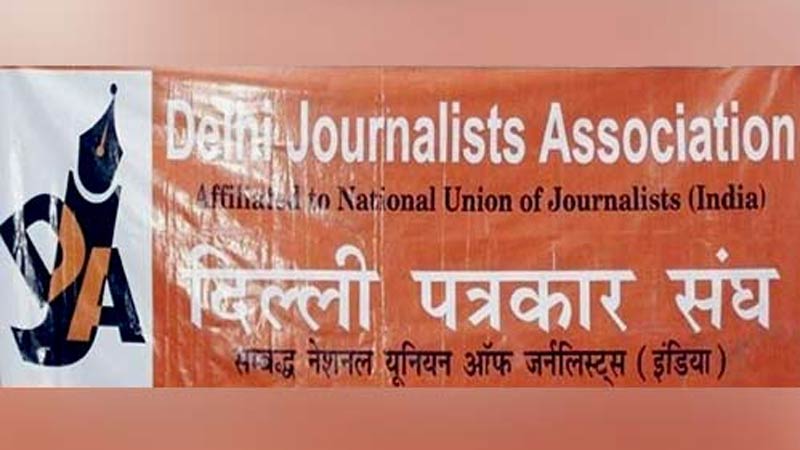 DJA
Delhi Journalists Association
Affiliated to National Union of Journalists (India)
दिल्ली पत्रकार संघ
सम्बद्ध नेशनल यूनियन ऑफ जर्नलिस्ट्स ( इंडिया )